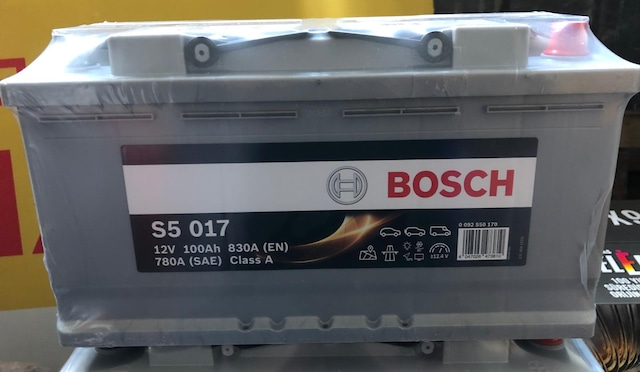 BOSCH
S5 017
0 092 S50 170
12V 100Ah 830A (EN)
780A (SAE) Class A